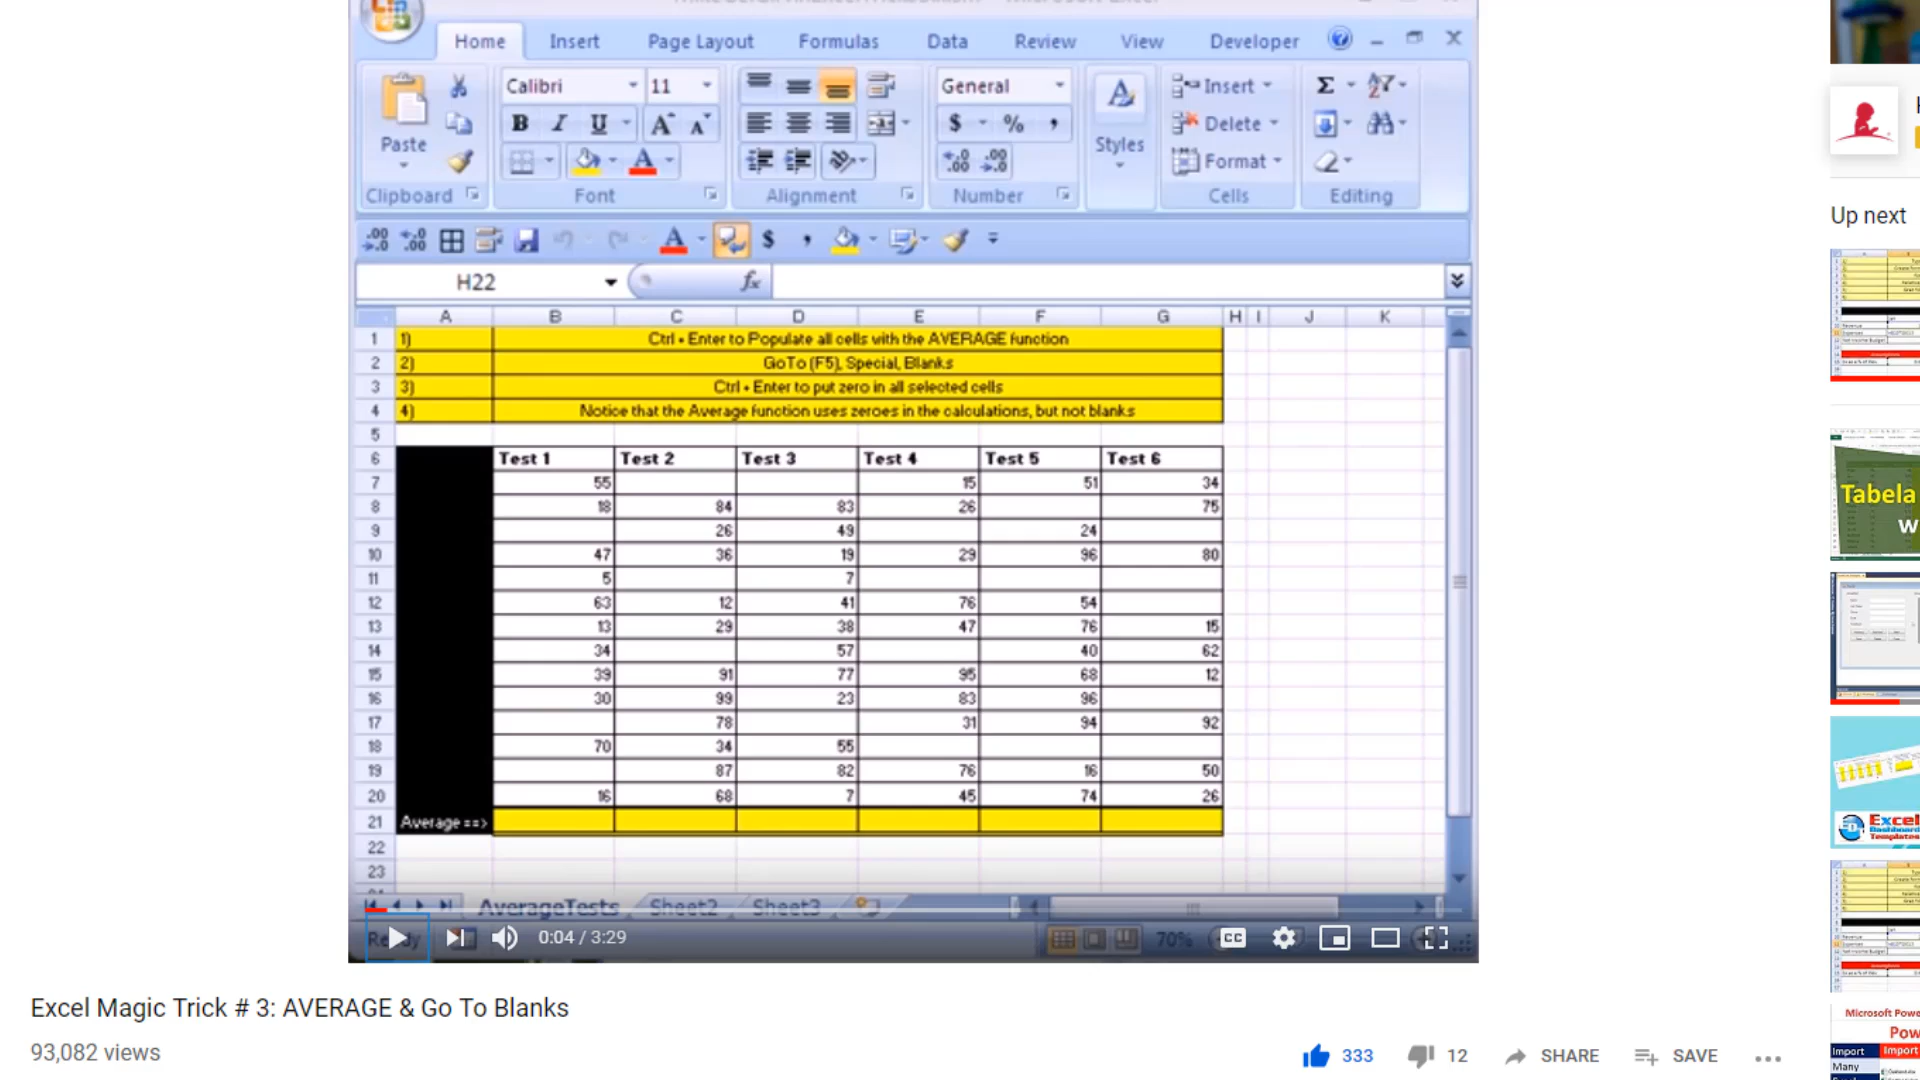 Home Insert Page Layout Formulas Data Review View Developer
Calibri 11 General Insert
B I U A A $ % , Delete
Paste Styles Format
Clipboard Font Alignment Number Cells Editing
H22 fx
A B C D E F G H I J K
1 1) Ctrl + Enter to Populate all cells with the AVERAGE function
2 2) GoTo (F5), Special, Blanks
3 3) Ctrl + Enter to put zero in all selected cells
4 4) Notice that the Average function uses zeroes in the calculations, but not blanks
5
6 Test 1 Test 2 Test 3 Test 4 Test 5 Test 6
7 55 15 51 34
8 18 84 83 26 75
9 26 49 24
10 47 36 19 29 96 80
11 5 7
12 63 12 41 76 54
13 13 29 38 47 76 15
14 34 57 40 62
15 39 91 77 95 68 12
16 30 99 23 83 96
17 78 31 94 92
18 70 34 55
19 87 82 76 16 50
20 16 68 7 45 74 26
21 Average ==>
22
23
AverageTests Sheet2 Sheet3
Ready 0:04 / 3:29 70% CC
Excel Magic Trick # 3: AVERAGE & Go To Blanks
93,082 views
333 12 SHARE SAVE
Up next
Tabela
w
Excel
Dashboard
Templates
Microsoft Powe
Pow
Import Import
Many